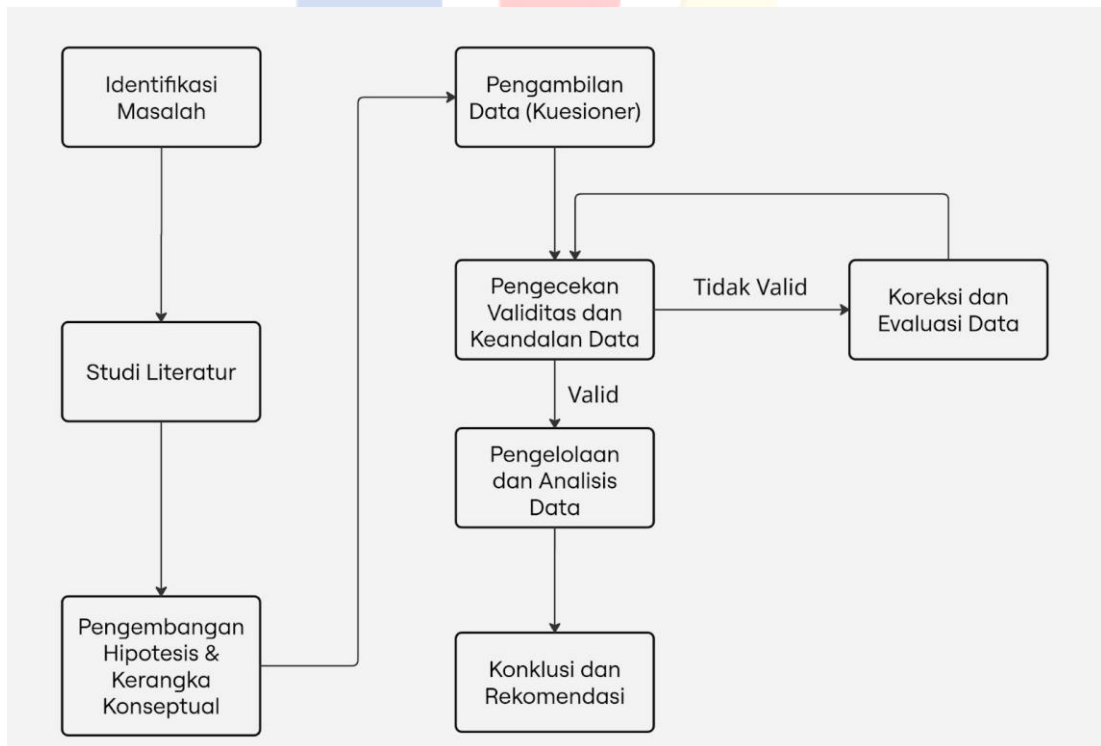 Identifikasi
Masalah
Studi Literatur
Pengembangan
Hipotesis &
Kerangka
Konseptual
Pengambilan
Data (Kuesioner)
Pengecekan
Validitas dan
Keandalan Data
Tidak Valid
Koreksi dan
Evaluasi Data
Valid
Pengelolaan
dan Analisis
Data
Konklusi dan
Rekomendasi